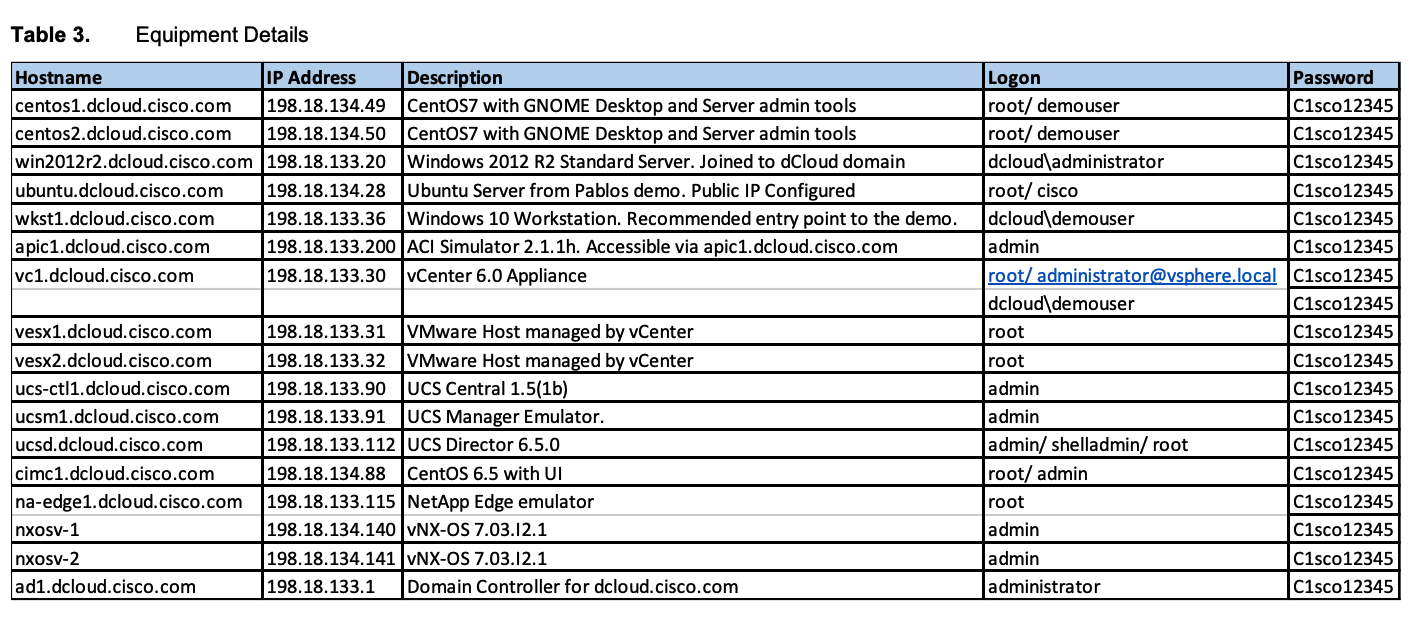 Table 3. Equipment Details
Hostname IP Address Description Logon Password
centos1.dcloud.cisco.com 198.18.134.49 CentOS7 with GNOME Desktop and Server admin tools root/ demouser C1sco12345
centos2.dcloud.cisco.com 198.18.134.50 CentOS7 with GNOME Desktop and Server admin tools root/ demouser C1sco12345
win2012r2.dcloud.cisco.com 198.18.133.20 Windows 2012 R2 Standard Server. Joined to dCloud domain dcloud\administrator C1sco12345
ubuntu.dcloud.cisco.com 198.18.134.28 Ubuntu Server from Pablos demo. Public IP Configured root/ cisco C1sco12345
wkst1.dcloud.cisco.com 198.18.133.36 Windows 10 Workstation. Recommended entry point to the demo. dcloud\demouser C1sco12345
apic1.dcloud.cisco.com 198.18.133.200 ACI Simulator 2.1.1h. Accessible via apic1.dcloud.cisco.com admin C1sco12345
vc1.dcloud.cisco.com 198.18.133.30 vCenter 6.0 Appliance root/ administrator@vsphere.local C1sco12345
dcloud\demouser C1sco12345
vesx1.dcloud.cisco.com 198.18.133.31 VMware Host managed by vCenter root C1sco12345
vesx2.dcloud.cisco.com 198.18.133.32 VMware Host managed by vCenter root C1sco12345
ucs-ctl1.dcloud.cisco.com 198.18.133.90 UCS Central 1.5(1b) admin C1sco12345
ucsm1.dcloud.cisco.com 198.18.133.91 UCS Manager Emulator. admin C1sco12345
ucsd.dcloud.cisco.com 198.18.133.112 UCS Director 6.5.0 admin/ shelladmin/ root C1sco12345
cimc1.dcloud.cisco.com 198.18.134.88 CentOS 6.5 with UI root/ admin C1sco12345
na-edge1.dcloud.cisco.com 198.18.133.115 NetApp Edge emulator root C1sco12345
nxosv-1 198.18.134.140 vNX-OS 7.03.I2.1 admin C1sco12345
nxosv-2 198.18.134.141 vNX-OS 7.03.I2.1 admin C1sco12345
ad1.dcloud.cisco.com 198.18.133.1 Domain Controller for dcloud.cisco.com administrator C1sco12345